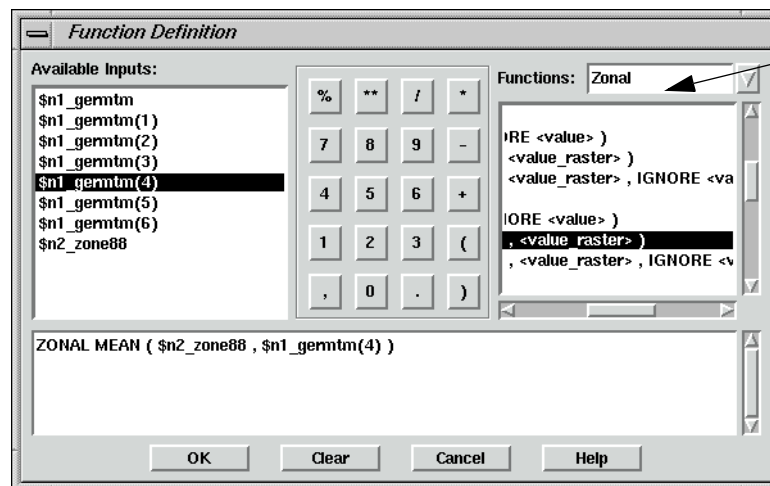 Function Definition
Available Inputs:
$n1_germtm
$n1_germtm(1)
$n1_germtm(2)
$n1_germtm(3)
$n1_germtm(4)
$n1_germtm(5)
$n1_germtm(6)
$n2_zone88
% ** / *
7 8 9 -
4 5 6 +
1 2 3 (
, 0 . )
Functions: Zonal
RE <value> )
<value_raster> )
<value_raster> , IGNORE <va
ORE <value> )
, <value_raster> )
, <value_raster> , IGNORE <v
ZONAL MEAN ( $n2_zone88 , $n1_germtm(4) )
OK Clear Cancel Help